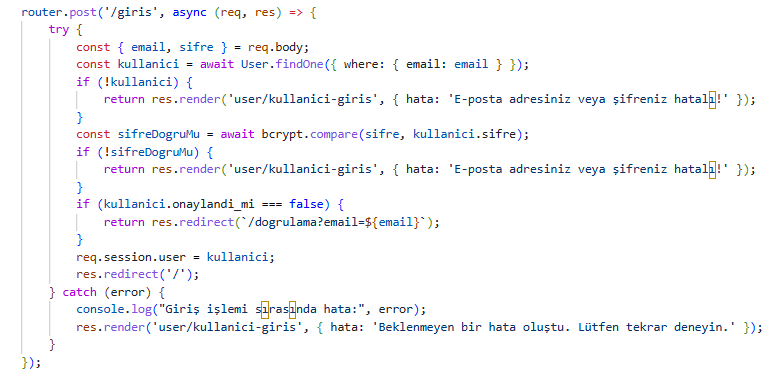 router.post('/giris', async (req, res) => {
    try {
        const { email, sifre } = req.body;
        const kullanici = await User.findOne({ where: { email: email } });
        if (!kullanici) {
            return res.render('user/kullanici-giris', { hata: 'E-posta adresiniz veya şifreniz hatalı!' });
        }
        const sifreDogruMu = await bcrypt.compare(sifre, kullanici.sifre);
        if (!sifreDogruMu) {
            return res.render('user/kullanici-giris', { hata: 'E-posta adresiniz veya şifreniz hatalı!' });
        }
        if (kullanici.onaylandi_mi === false) {
            return res.redirect(`/dogrulama?email=${email}`);
        }
        req.session.user = kullanici;
        res.redirect('/');
    } catch (error) {
        console.log("Giriş işlemi sırasında hata:", error);
        res.render('user/kullanici-giris', { hata: 'Beklenmeyen bir hata oluştu. Lütfen tekrar deneyin.' });
    }
});